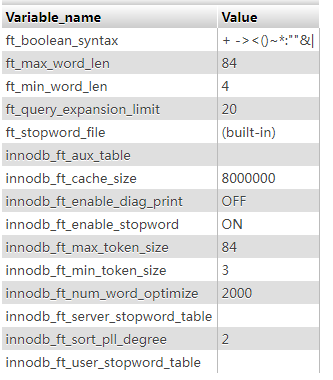 Variable_name Value
ft_boolean_syntax + -><()~*:""&|
ft_max_word_len 84
ft_min_word_len 4
ft_query_expansion_limit 20
ft_stopword_file (built-in)
innodb_ft_aux_table
innodb_ft_cache_size 8000000
innodb_ft_enable_diag_print OFF
innodb_ft_enable_stopword ON
innodb_ft_max_token_size 84
innodb_ft_min_token_size 3
innodb_ft_num_word_optimize 2000
innodb_ft_server_stopword_table
innodb_ft_sort_pll_degree 2
innodb_ft_user_stopword_table